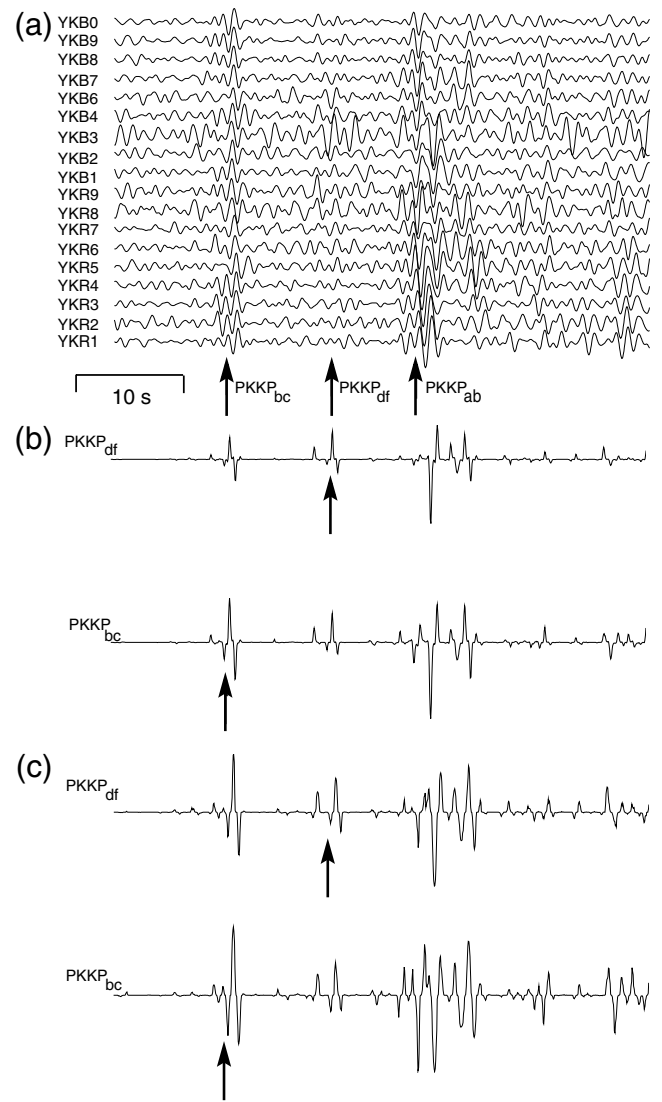 (a)
YKB0
YKB9
YKB8
YKB7
YKB6
YKB4
YKB3
YKB2
YKB1
YKR9
YKR8
YKR7
YKR6
YKR5
YKR4
YKR3
YKR2
YKR1
10 s
PKKPbc
PKKPdf
PKKPab
(b)
PKKPdf
PKKPbc
(c)
PKKPdf
PKKPbc